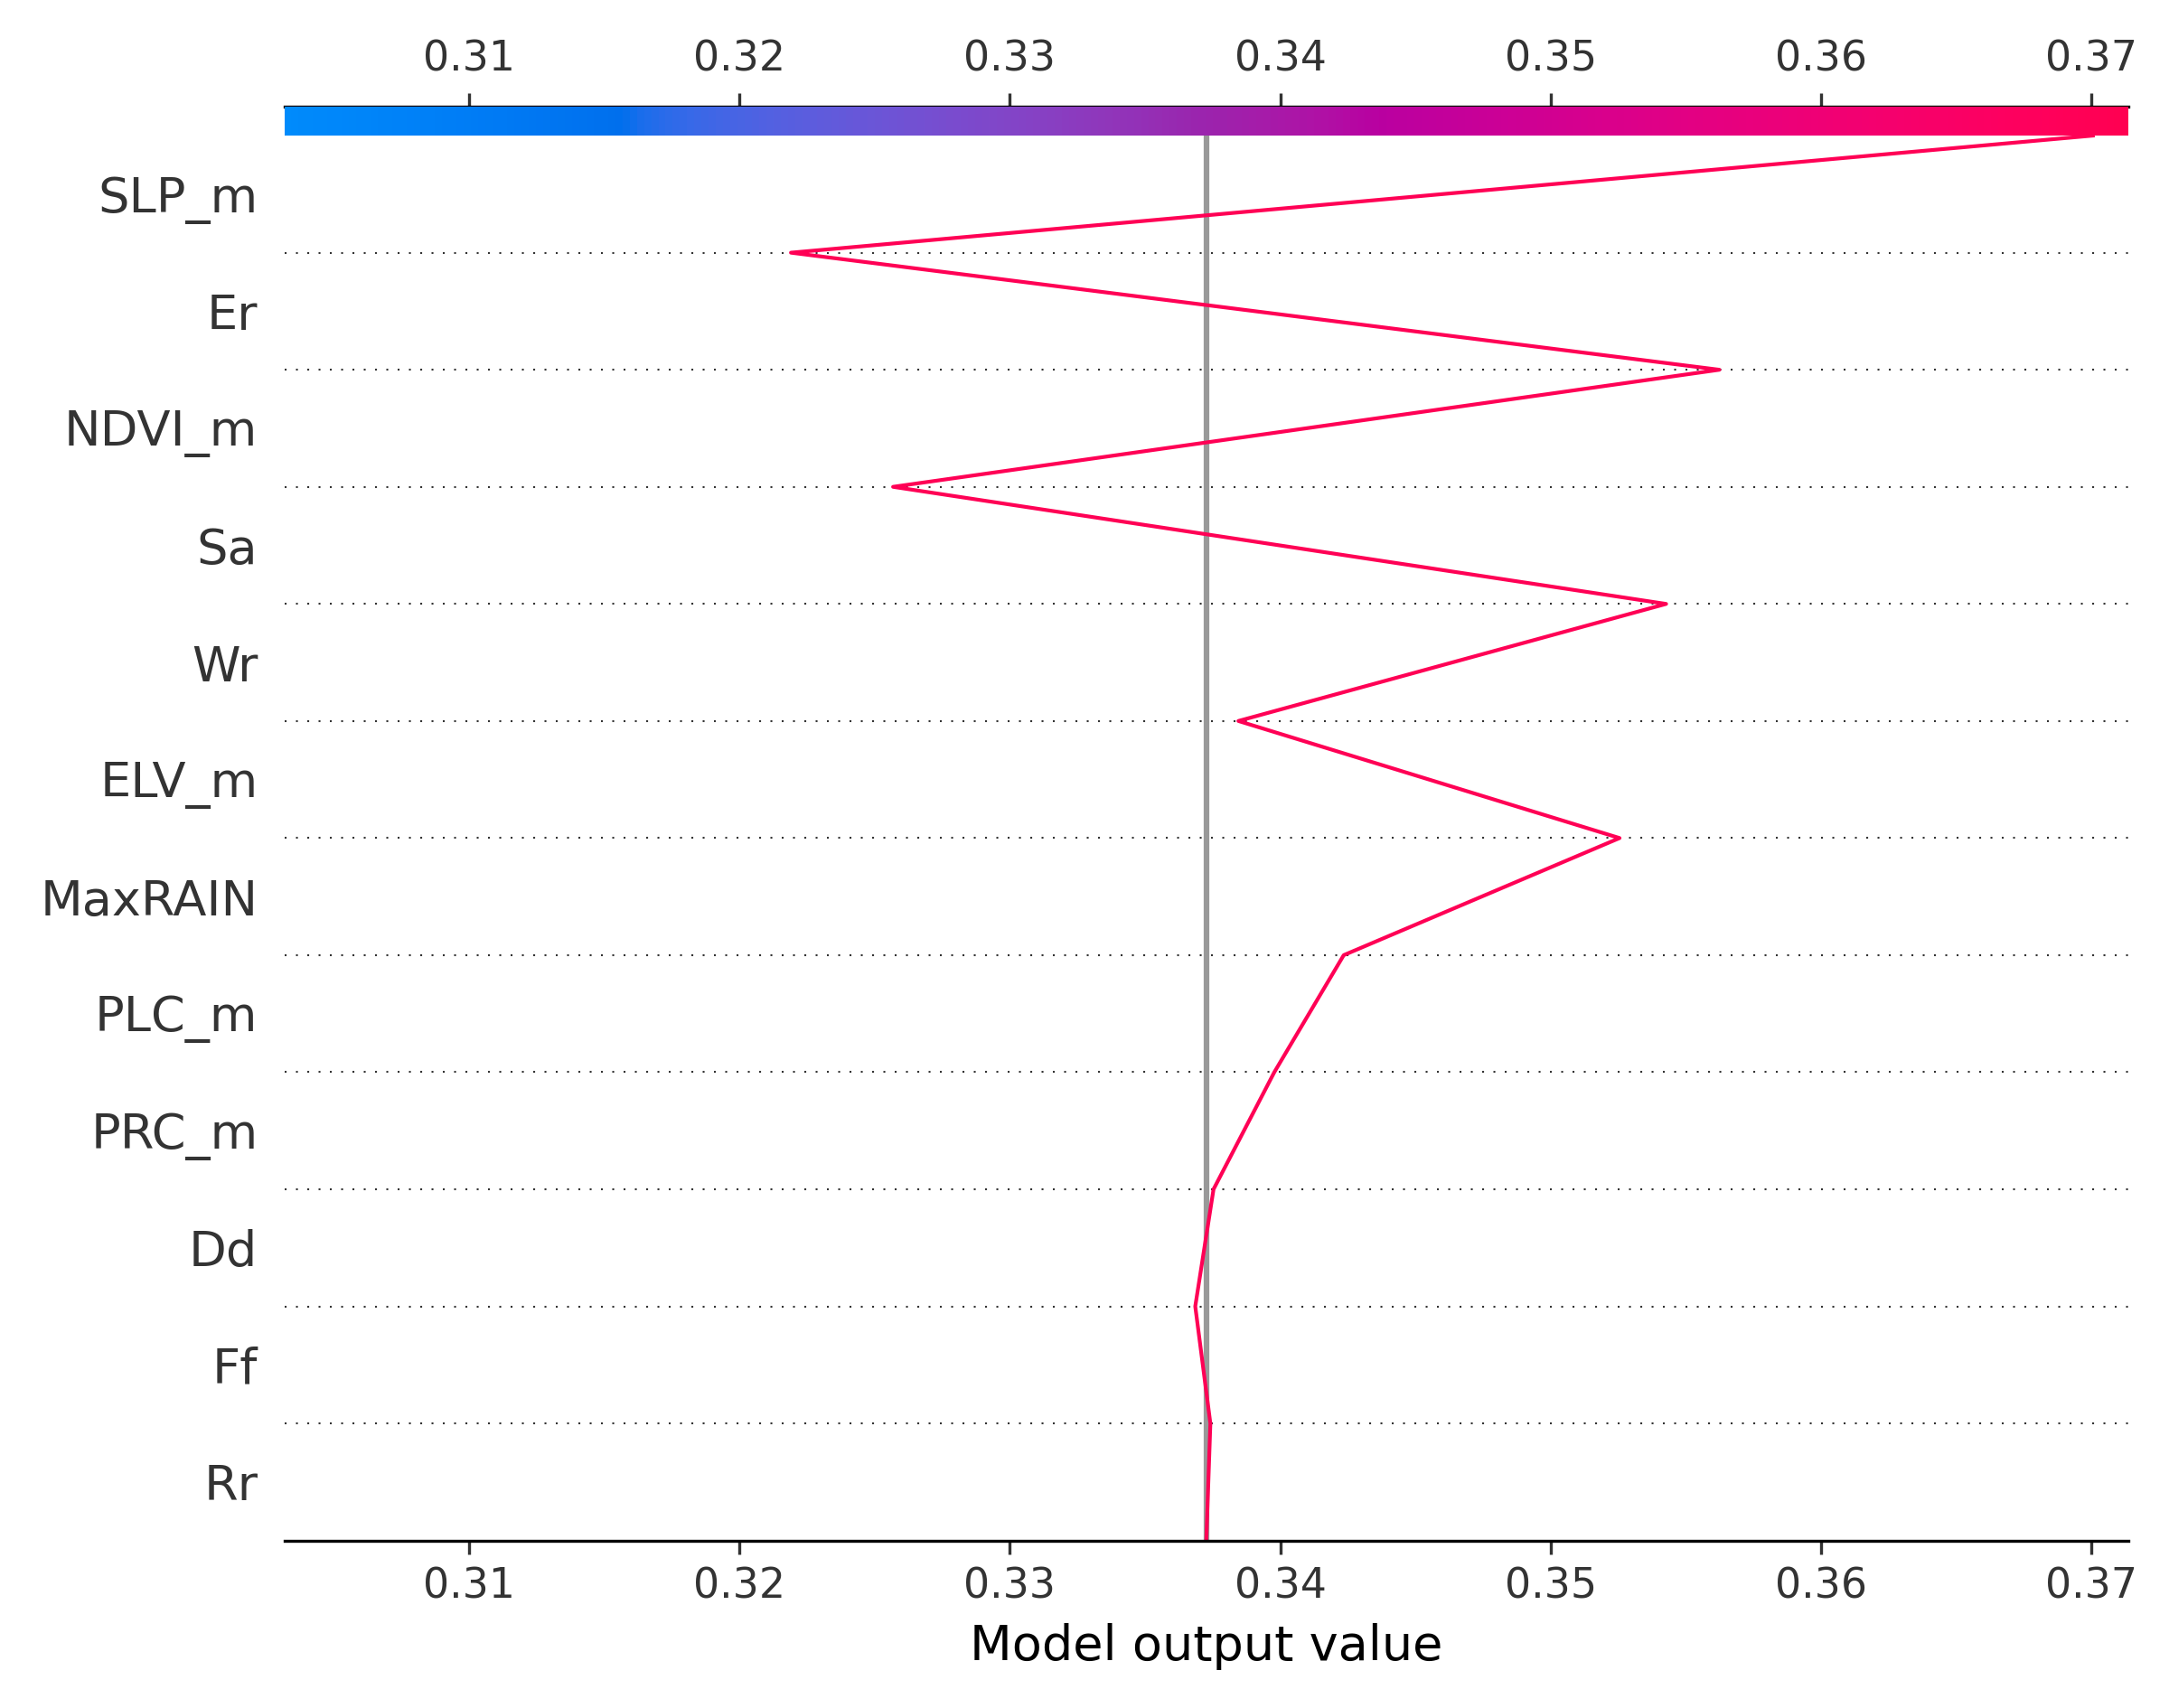 0.31 0.32 0.33 0.34 0.35 0.36 0.37
SLP_m
Er
NDVI_m
Sa
Wr
ELV_m
MaxRAIN
PLC_m
PRC_m
Dd
Ff
Rr
0.31 0.32 0.33 0.34 0.35 0.36 0.37
Model output value